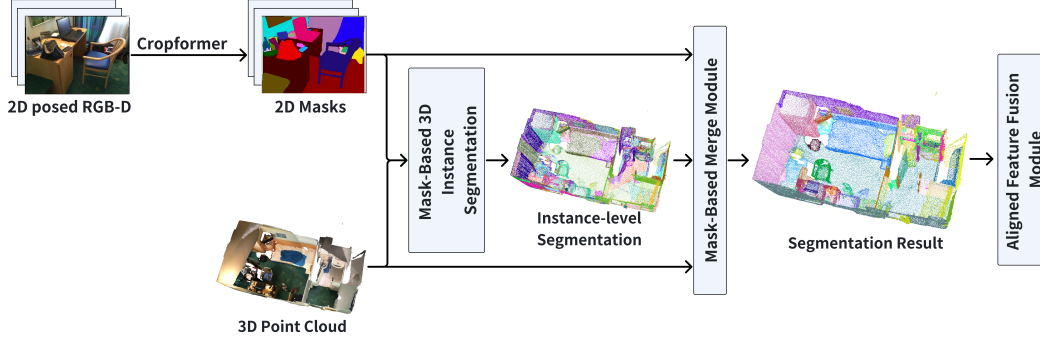 Cropformer
2D posed RGB-D
2D Masks
Mask-Based 3D
Instance
Segmentation
Instance-level
Segmentation
3D Point Cloud
Mask-Based Merge Module
Segmentation Result
Aligned Feature Fusion
Module